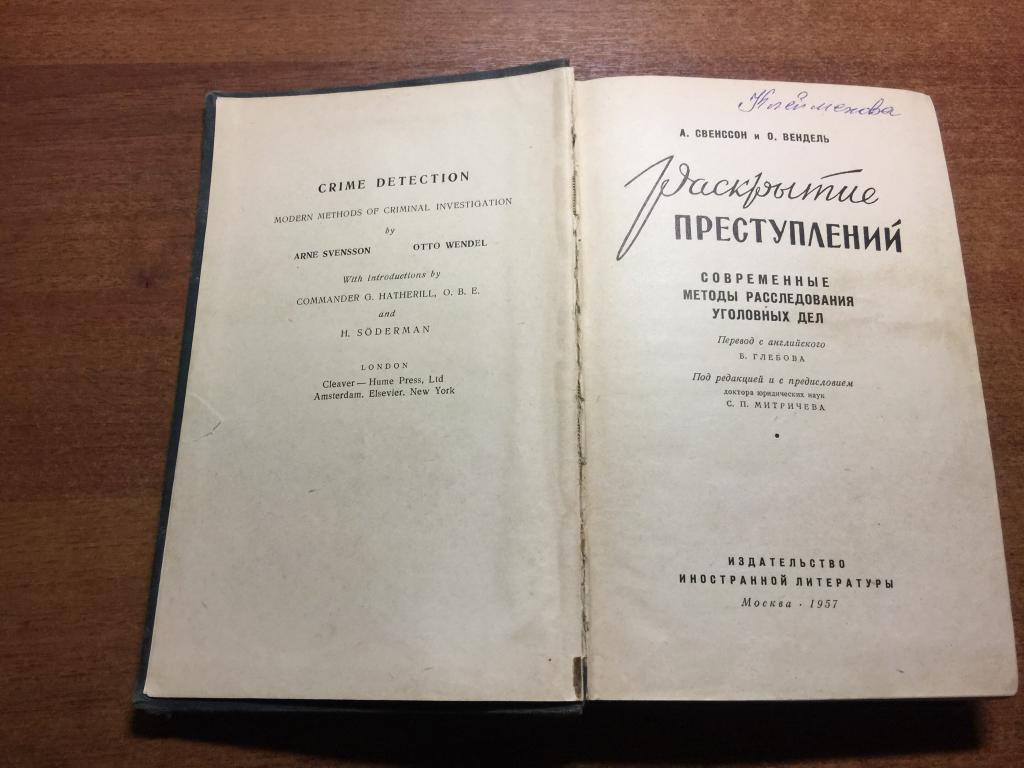 CRIME DETECTION
MODERN METHODS OF CRIMINAL INVESTIGATION
by
ARNE SVENSSON OTTO WENDEL
With introductions by
COMMANDER G. HATHERILL, O. B. E.
and
H. SÖDERMAN
LONDON
Cleaver — Hume Press, Ltd
Amsterdam. Elsevier. New York
Клейменова
А. СВЕНССОН и О. ВЕНДЕЛЬ
Раскрытие
ПРЕСТУПЛЕНИЙ
СОВРЕМЕННЫЕ
МЕТОДЫ РАССЛЕДОВАНИЯ
УГОЛОВНЫХ ДЕЛ
Перевод с английского
Б. ГЛЕБОВА
Под редакцией и с предисловием
доктора юридических наук
С. П. МИТРИЧЕВА
ИЗДАТЕЛЬСТВО
ИНОСТРАННОЙ ЛИТЕРАТУРЫ
Москва · 1957